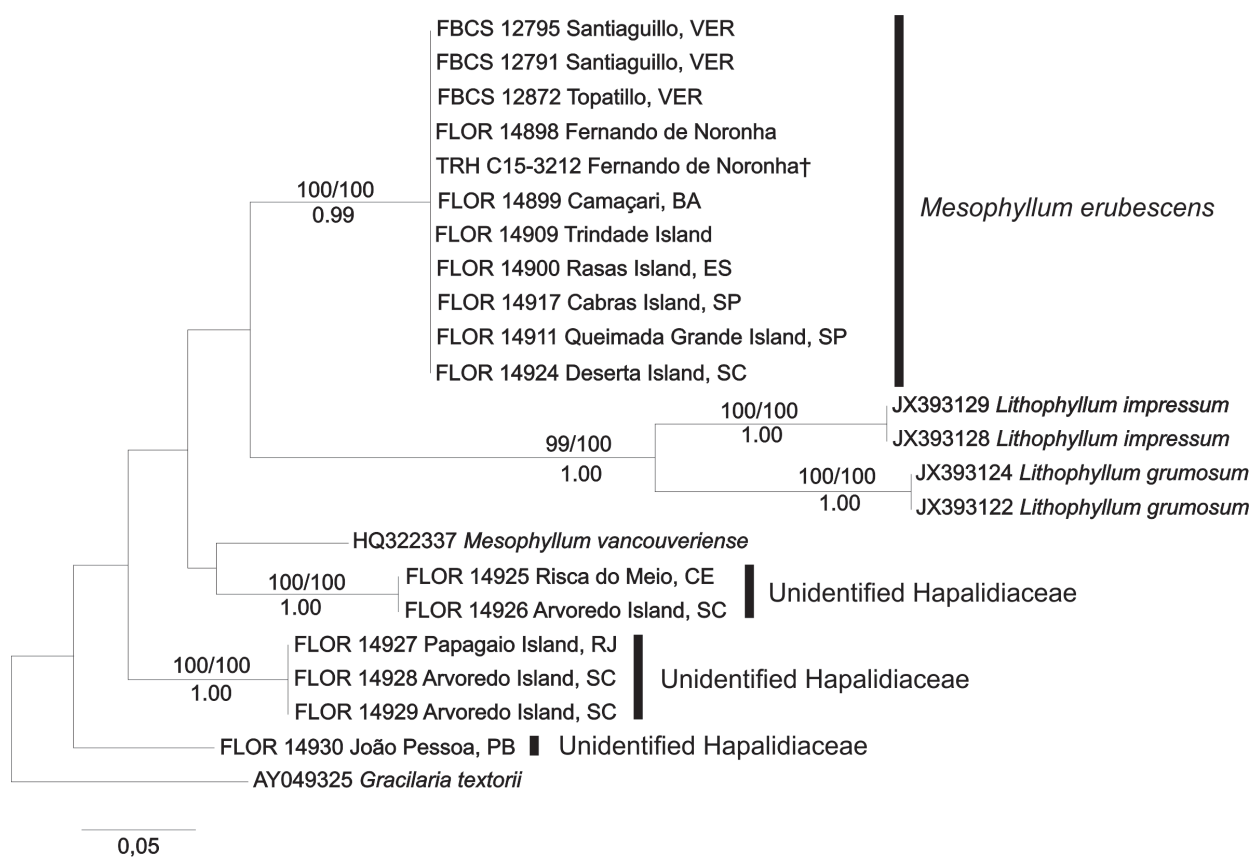 FBCS 12795 Santiaguillo, VER
FBCS 12791 Santiaguillo, VER
FBCS 12872 Topatillo, VER
FLOR 14898 Fernando de Noronha
TRH C15-3212 Fernando de Noronha†
100/100
0.99
FLOR 14899 Camaçari, BA
Mesophyllum erubescens
FLOR 14909 Trindade Island
FLOR 14900 Rasas Island, ES
FLOR 14917 Cabras Island, SP
FLOR 14911 Queimada Grande Island, SP
FLOR 14924 Deserta Island, SC
100/100
1.00
JX393129 Lithophyllum impressum
JX393128 Lithophyllum impressum
99/100
1.00
100/100
1.00
JX393124 Lithophyllum grumosum
JX393122 Lithophyllum grumosum
HQ322337 Mesophyllum vancouveriense
100/100
1.00
FLOR 14925 Risca do Meio, CE
FLOR 14926 Arvoredo Island, SC
Unidentified Hapalidiaceae
100/100
1.00
FLOR 14927 Papagaio Island, RJ
FLOR 14928 Arvoredo Island, SC
FLOR 14929 Arvoredo Island, SC
Unidentified Hapalidiaceae
FLOR 14930 João Pessoa, PB
Unidentified Hapalidiaceae
AY049325 Gracilaria textorii
0,05